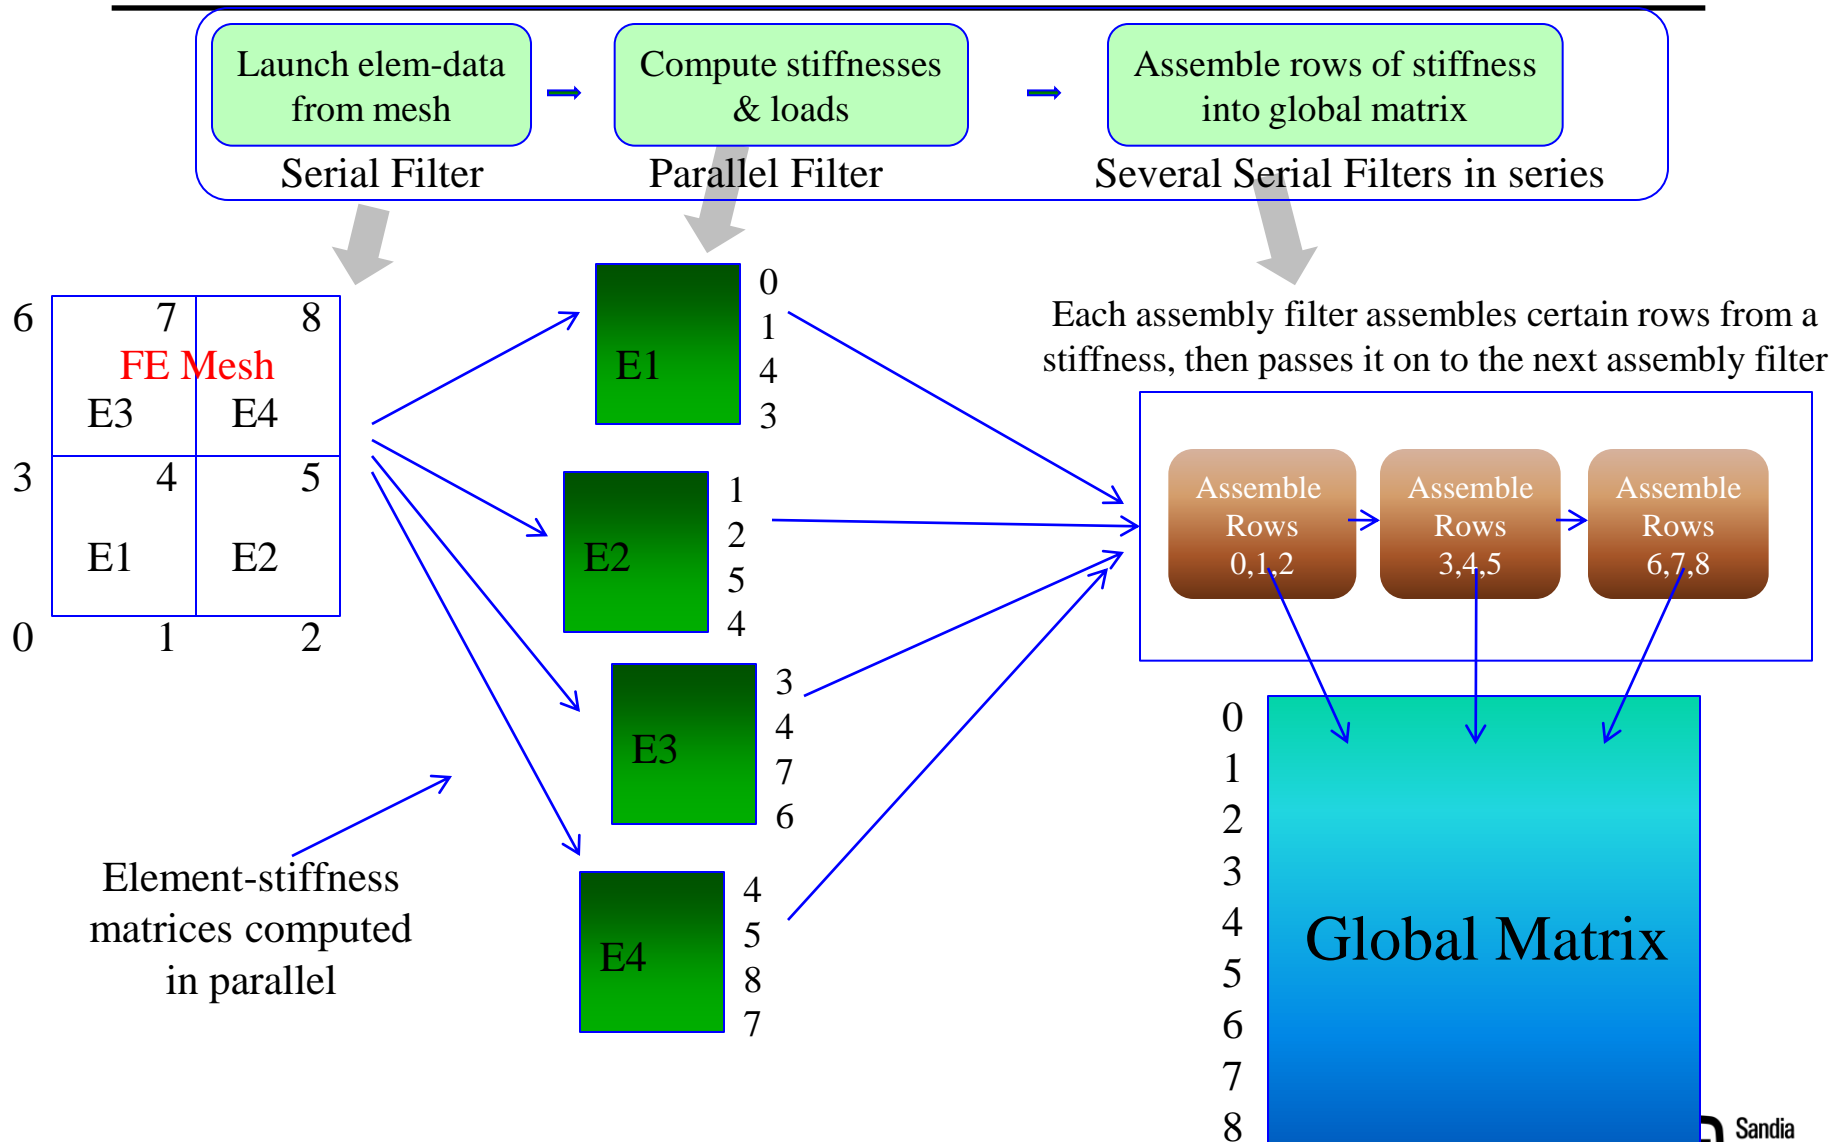 Launch elem-data
from mesh
Compute stiffnesses
& loads
Assemble rows of stiffness
into global matrix
Serial Filter
Parallel Filter
Several Serial Filters in series
6
7
8
FE Mesh
E3
E4
3
4
5
E1
E2
0
1
2
E1
0
1
4
3
E2
1
2
5
4
E3
3
4
7
6
E4
4
5
8
7
Element-stiffness
matrices computed
in parallel
Each assembly filter assembles certain rows from a
stiffness, then passes it on to the next assembly filter
Assemble
Rows
0,1,2
Assemble
Rows
3,4,5
Assemble
Rows
6,7,8
0
1
2
3
4
5
6
7
8
Global Matrix
Sandia